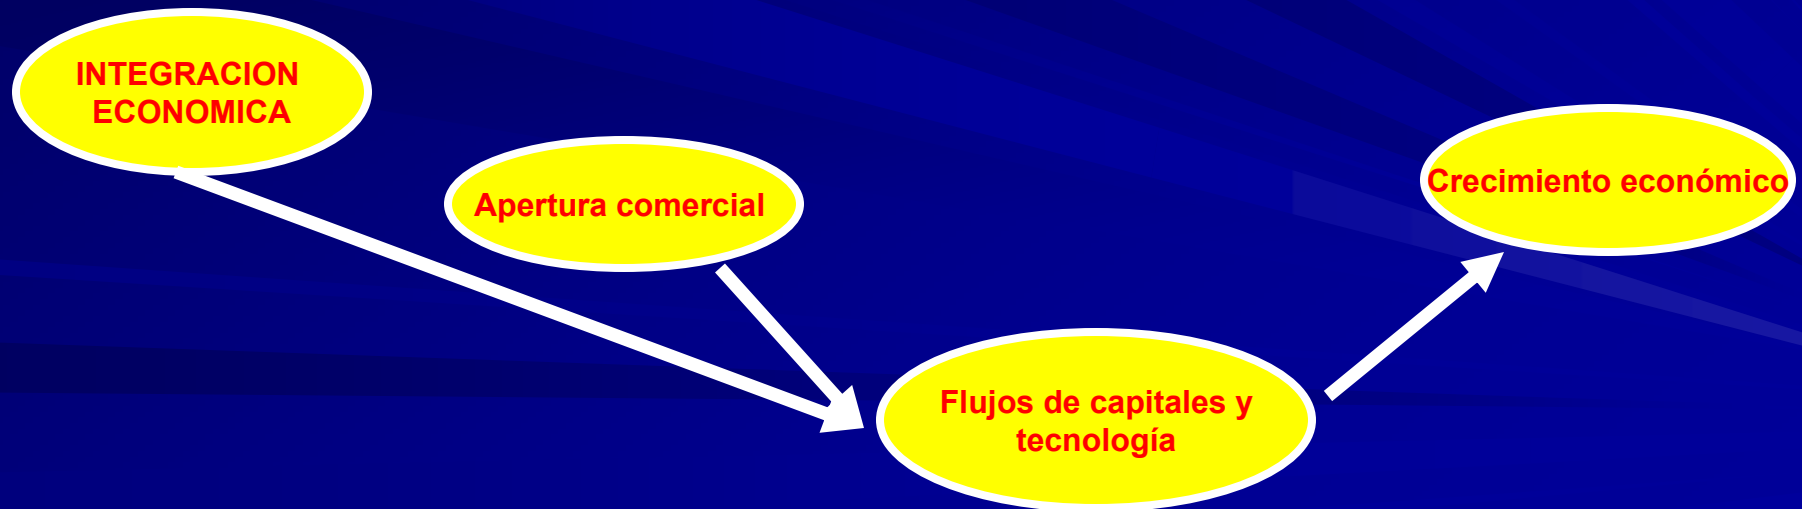 INTEGRACION
ECONOMICA
Apertura comercial
Crecimiento económico
Flujos de capitales y
tecnología